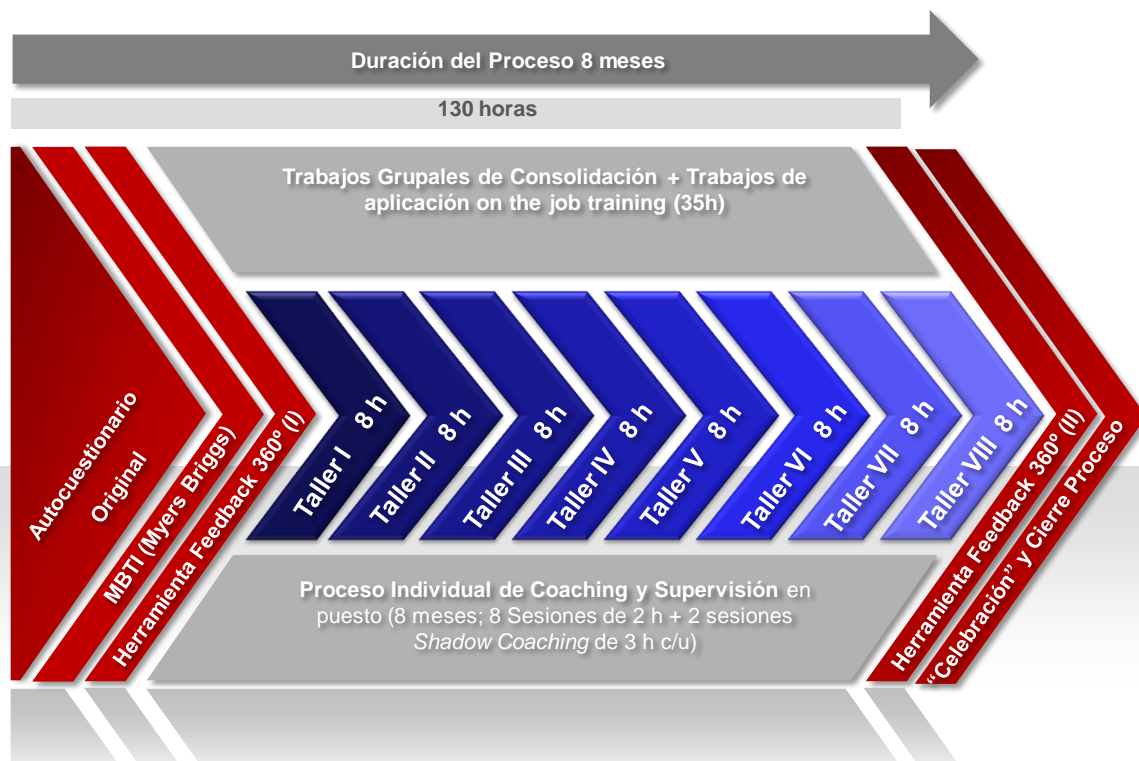 Duración del Proceso 8 meses
130 horas
Trabajos Grupales de Consolidación + Trabajos de
aplicación on the job training (35h)
Autocuestionario
Original
MBTI (Myers Briggs)
Herramienta Feedback 360º (I)
Taller I 8 h
Taller II 8 h
Taller III 8 h
Taller IV 8 h
Taller V 8 h
Taller VI 8 h
Taller VII 8 h
Taller VIII 8 h
Herramienta Feedback 360º (II)
“Celebración” y Cierre Proceso
Proceso Individual de Coaching y Supervisión en
puesto (8 meses; 8 Sesiones de 2 h + 2 sesiones
Shadow Coaching de 3 h c/u)